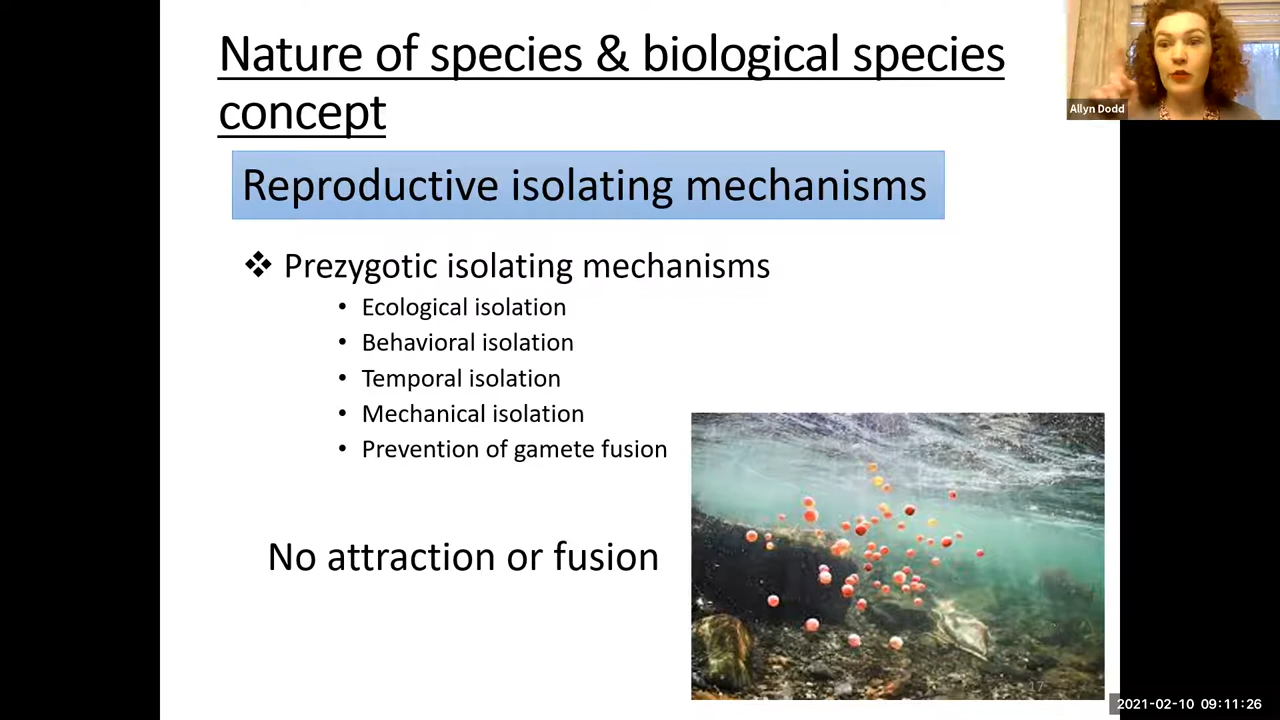 Nature of species & biological species
concept
Allyn Dodd
Reproductive isolating mechanisms
❖ Prezygotic isolating mechanisms
• Ecological isolation
• Behavioral isolation
• Temporal isolation
• Mechanical isolation
• Prevention of gamete fusion
No attraction or fusion
17
2021-02-10 09:11:26